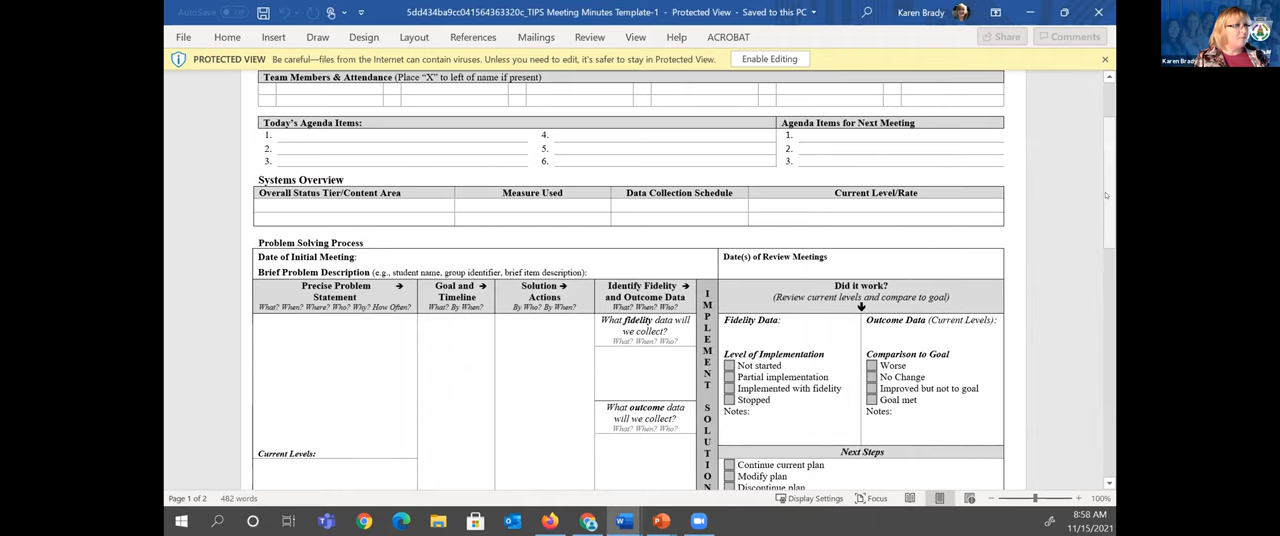 AutoSave Off
5dd434ba9cc041564363320c_TIPS Meeting Minutes Template-1 - Protected View - Saved to this PC
Karen Brady
File Home Insert Draw Design Layout References Mailings Review View Help ACROBAT Share Comments
PROTECTED VIEW Be careful—files from the Internet can contain viruses. Unless you need to edit, it's safer to stay in Protected View. Enable Editing
Karen Brady
Team Members & Attendance (Place “X” to left of name if present)
Today’s Agenda Items: Agenda Items for Next Meeting
1. 4. 1.
2. 5. 2.
3. 6. 3.
Systems Overview
Overall Status Tier/Content Area Measure Used Data Collection Schedule Current Level/Rate
Problem Solving Process
Date of Initial Meeting: Date(s) of Review Meetings
Brief Problem Description (e.g., student name, group identifier, brief item description):
Precise Problem Statement
What? When? Where? Who? Why? How Often?
Goal and Timeline
What? By When?
Solution Actions
By Who? By When?
Identify Fidelity and Outcome Data
What? When? Who?
What fidelity data will we collect?
What? When? Who?
What outcome data will we collect?
What? When? Who?
Current Levels:
IMPLEMENT SOLUTION
Did it work?
(Review current levels and compare to goal)
Fidelity Data:
Level of Implementation
Not started
Partial implementation
Implemented with fidelity
Stopped
Notes:
Outcome Data (Current Levels):
Comparison to Goal
Worse
No Change
Improved but not to goal
Goal met
Notes:
Next Steps
Continue current plan
Modify plan
Discontinue plan
Page 1 of 2 482 words Display Settings Focus 100%
8:58 AM
11/15/2021